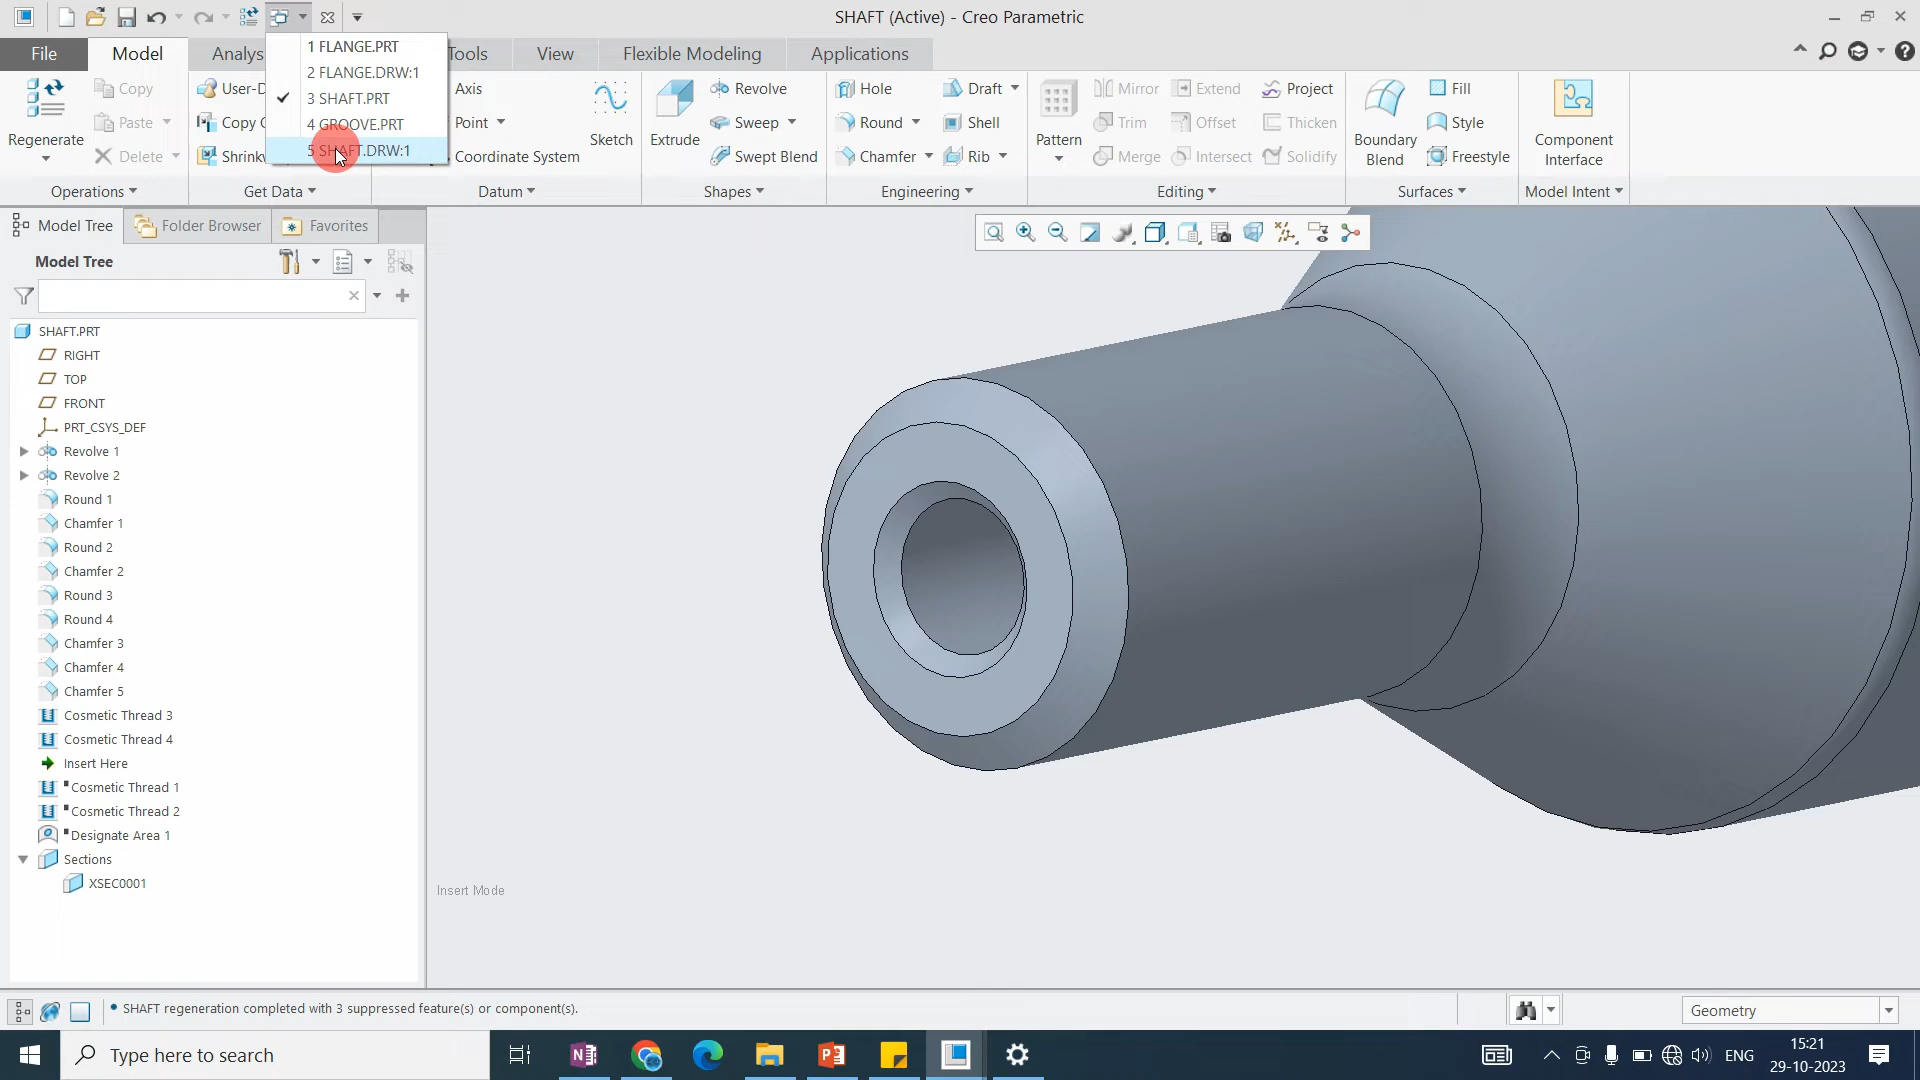 SHAFT (Active) - Creo Parametric
File
Model
Analys
Tools
View
Flexible Modeling
Applications
1 FLANGE.PRT
2 FLANGE.DRW:1
3 SHAFT.PRT
4 GROOVE.PRT
5 SHAFT.DRW:1
Regenerate
Copy
Paste
Delete
Operations
User-D
Copy G
Shrinkw
Get Data
Axis
Point
Coordinate System
Datum
Sketch
Extrude
Revolve
Sweep
Swept Blend
Shapes
Hole
Round
Chamfer
Draft
Shell
Rib
Engineering
Pattern
Mirror
Trim
Merge
Extend
Offset
Intersect
Project
Thicken
Solidify
Editing
Boundary
Blend
Fill
Style
Freestyle
Surfaces
Component
Interface
Model Intent
Model Tree
Folder Browser
Favorites
Model Tree
SHAFT.PRT
RIGHT
TOP
FRONT
PRT_CSYS_DEF
Revolve 1
Revolve 2
Round 1
Chamfer 1
Round 2
Chamfer 2
Round 3
Round 4
Chamfer 3
Chamfer 4
Chamfer 5
Cosmetic Thread 3
Cosmetic Thread 4
Insert Here
Cosmetic Thread 1
Cosmetic Thread 2
Designate Area 1
Sections
XSEC0001
Insert Mode
SHAFT regeneration completed with 3 suppressed feature(s) or component(s).
Geometry
Type here to search
ENG
15:21
29-10-2023